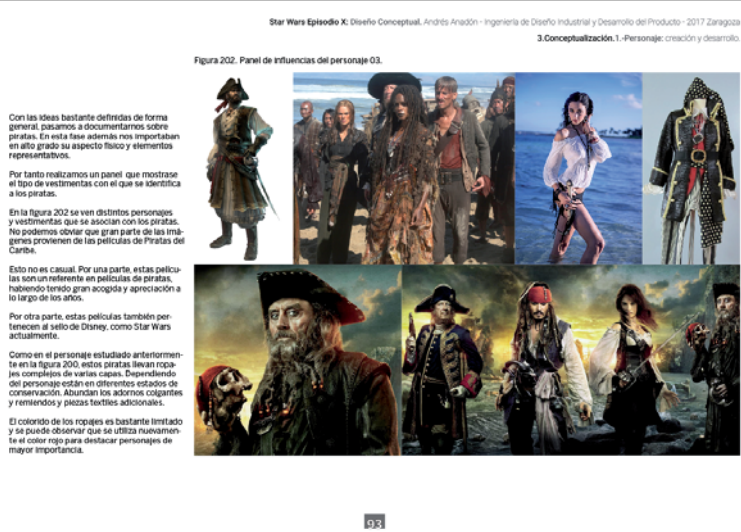 Star Wars Episodio X: Diseño Conceptual. Andrés Anadón - Ingeniería de Diseño Industrial y Desarrollo del Producto - 2017 Zaragoza
3.Conceptualización.1.-Personaje: creación y desarrollo.
Figura 202. Panel de influencias del personaje 03.
Con las ideas bastante definidas de forma
general, pasamos a documentarnos sobre
piratas. En esta fase además nos importaban
en alto grado su aspecto físico y elementos
representativos.
Por tanto realizamos un panel que mostrase
el tipo de vestimentas con el que se identifica
a los piratas.
En la figura 202 se ven distintos personajes
y vestimentas que se asocian con los piratas.
No podemos obviar que gran parte de las imá-
genes provienen de las películas de Piratas del
Caribe.
Esto no es casual. Por una parte, estas pelícu-
las son un referente en películas de piratas,
habiendo tenido gran acogida y apreciación a
lo largo de los años.
Por otra parte, estas películas también per-
tenecen al sello de Disney, como Star Wars
actualmente.
Como en el personaje estudiado anteriormen-
te en la figura 200, estos piratas llevan ropa-
jes complejos de varias capas. Dependiendo
del personaje están en diferentes estados de
conservación. Abundan los adornos colgantes
y remiendos y piezas textiles adicionales.
El colorido de los ropajes es bastante limitado
y se puede observar que se utiliza nuevamen-
te el color rojo para destacar personajes de
mayor importancia.
93